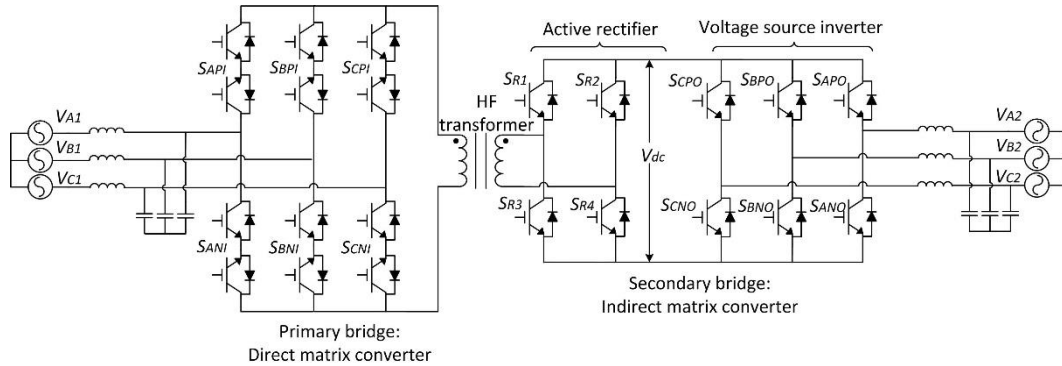 Active rectifier
Voltage source inverter
SAPI
SBPI
SCPI
SR1
SR2
SCPO
SBPO
SAPO
HF
transformer
VA1
VB1
VC1
Vdc
VA2
VB2
VC2
SANI
SBNI
SCNI
SR3
SR4
SCNO
SBNO
SANO
Primary bridge:
Direct matrix converter
Secondary bridge:
Indirect matrix converter